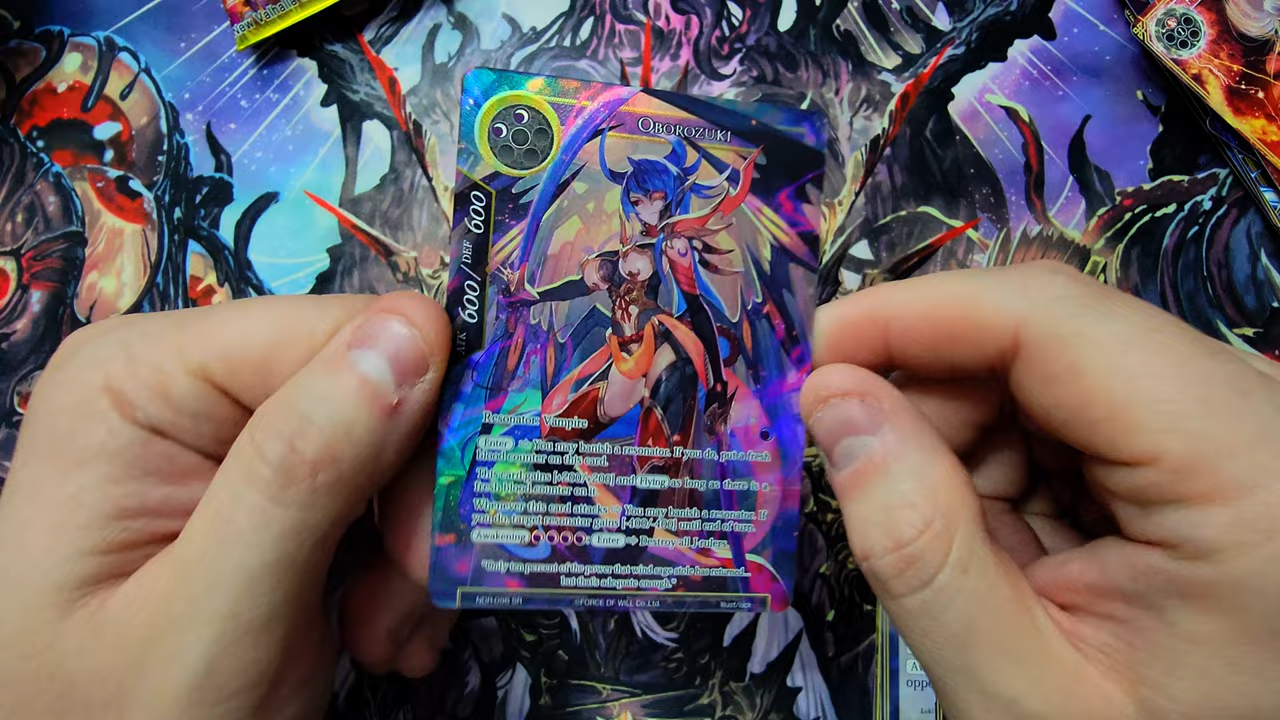 New Valhalla
OBOROZUKI
ATK 600/DEF 600
Resonator: Vampire
Enter ⇒ You may banish a resonator. If you do, put a fresh
blood counter on this card.
This card gains [+200/+200] and Flying as long as there is a
fresh blood counter on it.
Whenever this card attacks ⇒ You may banish a resonator. If
you do, target resonator gains [-400/-400] until end of turn.
Awakening : Enter ⇒ Destroy all J-rulers.
"Only ten percent of the power that wind sage stole has returned...
but that's adequate enough."
©FORCE OF WILL Co.,Ltd.
oppo